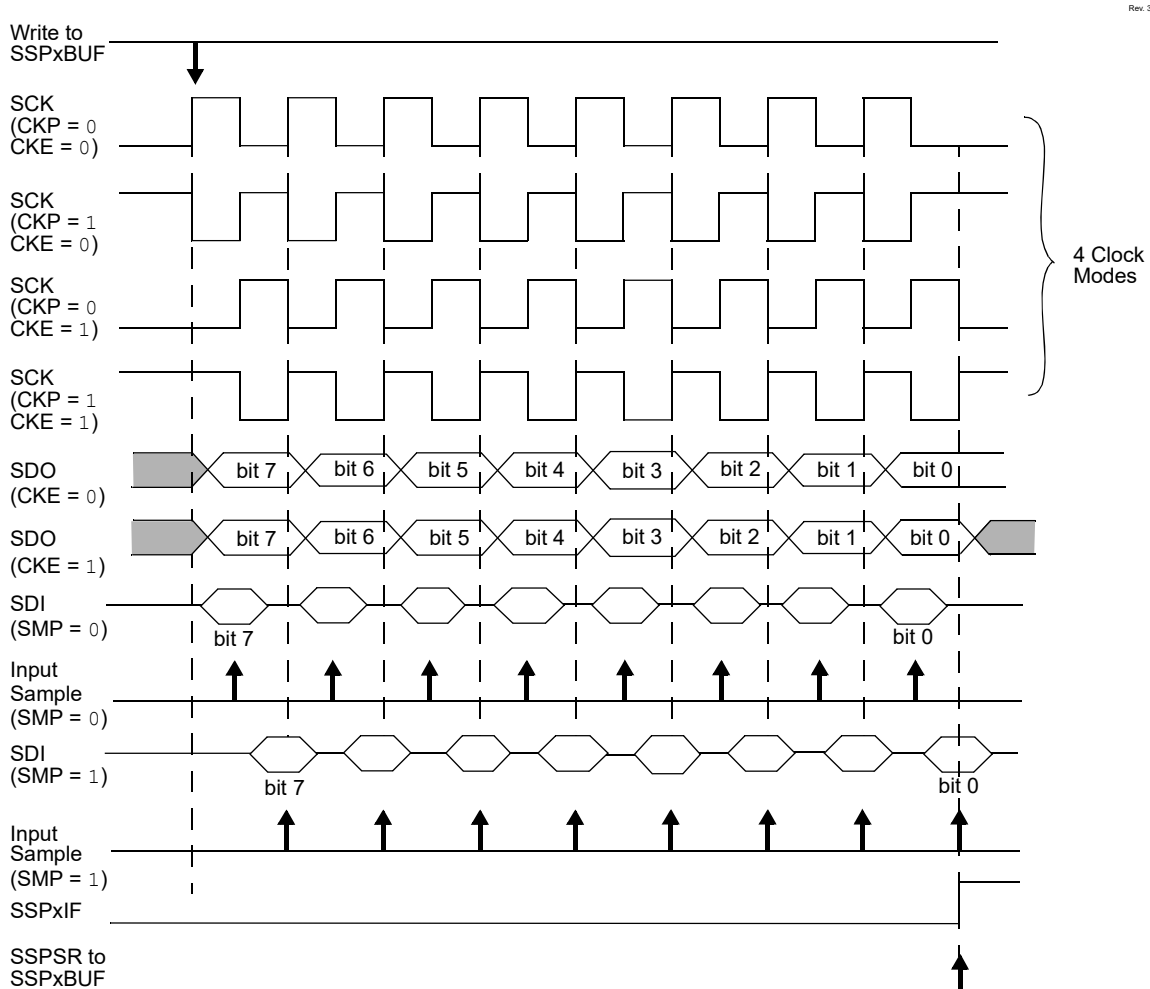 Rev. 3
Write to
SSPxBUF
SCK
(CKP = 0
CKE = 0)
SCK
(CKP = 1
CKE = 0)
SCK
(CKP = 0
CKE = 1)
SCK
(CKP = 1
CKE = 1)
4 Clock
Modes
SDO
(CKE = 0)
bit 7 bit 6 bit 5 bit 4 bit 3 bit 2 bit 1 bit 0
SDO
(CKE = 1)
bit 7 bit 6 bit 5 bit 4 bit 3 bit 2 bit 1 bit 0
SDI
(SMP = 0)
bit 7 bit 0
Input
Sample
(SMP = 0)
SDI
(SMP = 1)
bit 7 bit 0
Input
Sample
(SMP = 1)
SSPxIF
SSPSR to
SSPxBUF